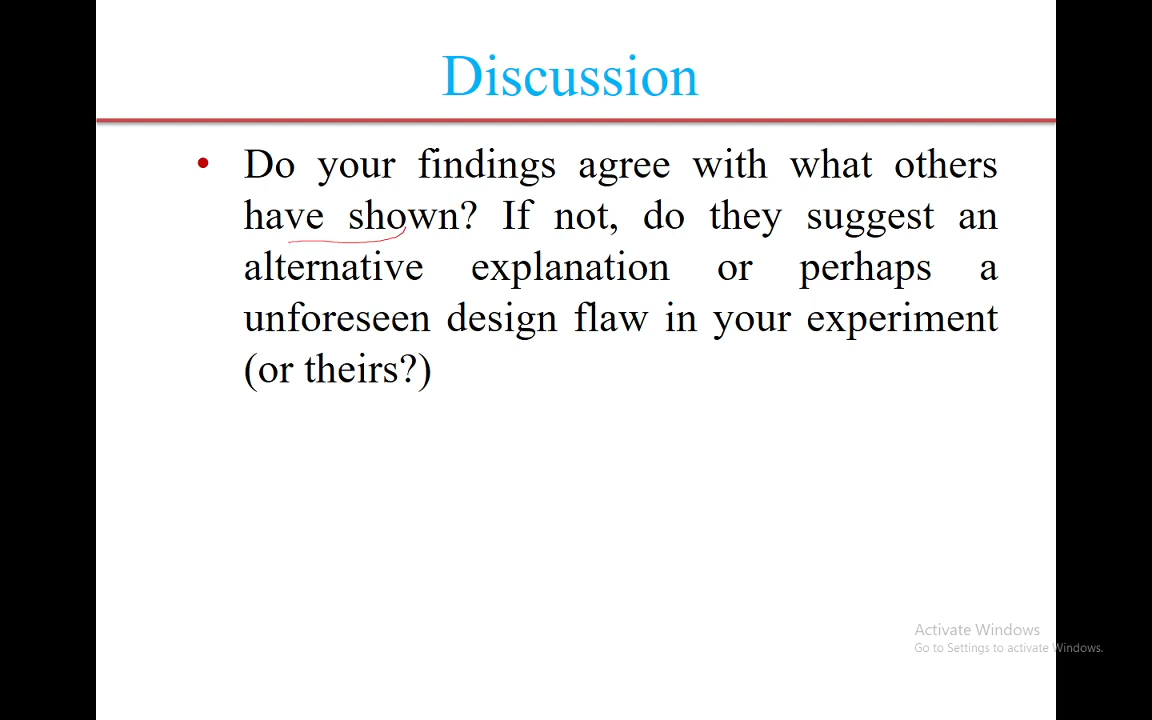 Discussion
• Do your findings agree with what others
have shown? If not, do they suggest an
alternative explanation or perhaps a
unforeseen design flaw in your experiment
(or theirs?)
Activate Windows
Go to Settings to activate Windows.